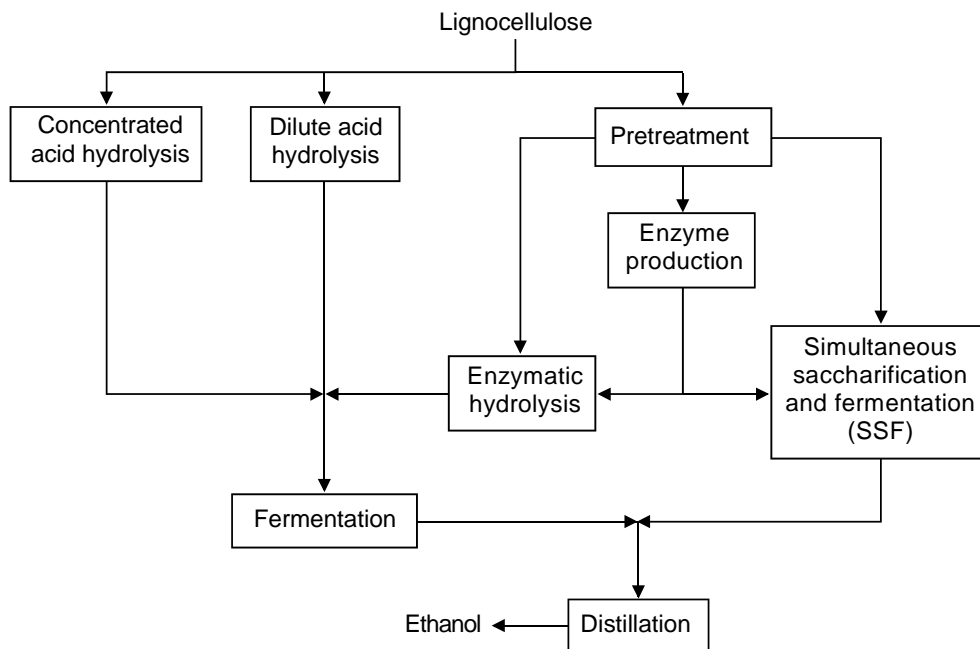 Lignocellulose
Concentrated
acid hydrolysis
Dilute acid
hydrolysis
Pretreatment
Enzyme
production
Enzymatic
hydrolysis
Simultaneous
saccharification
and fermentation
(SSF)
Fermentation
Ethanol
Distillation